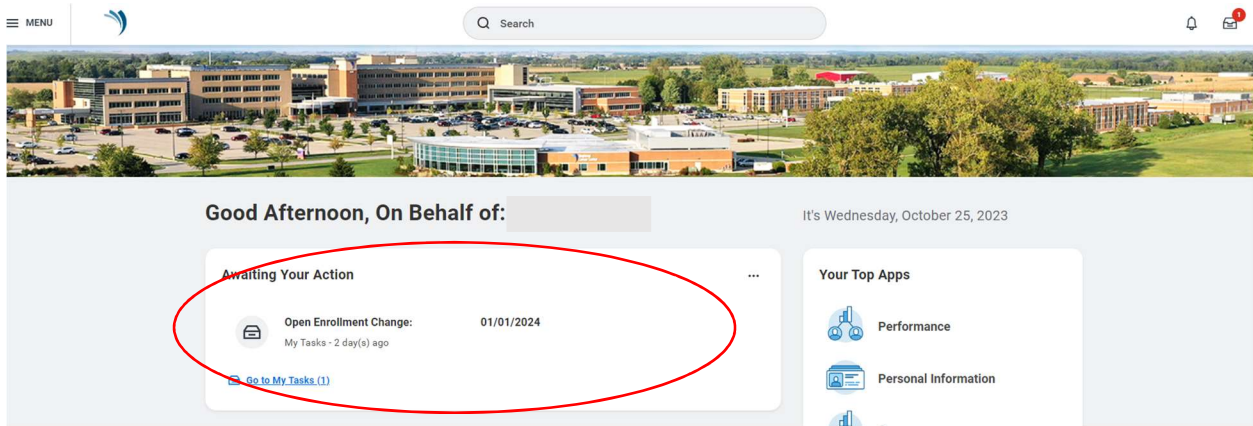 MENU
Search
1
Good Afternoon, On Behalf of:
It's Wednesday, October 25, 2023
Awaiting Your Action
...
Open Enrollment Change: 01/01/2024
My Tasks - 2 day(s) ago
Go to My Tasks (1)
Your Top Apps
Performance
Personal Information